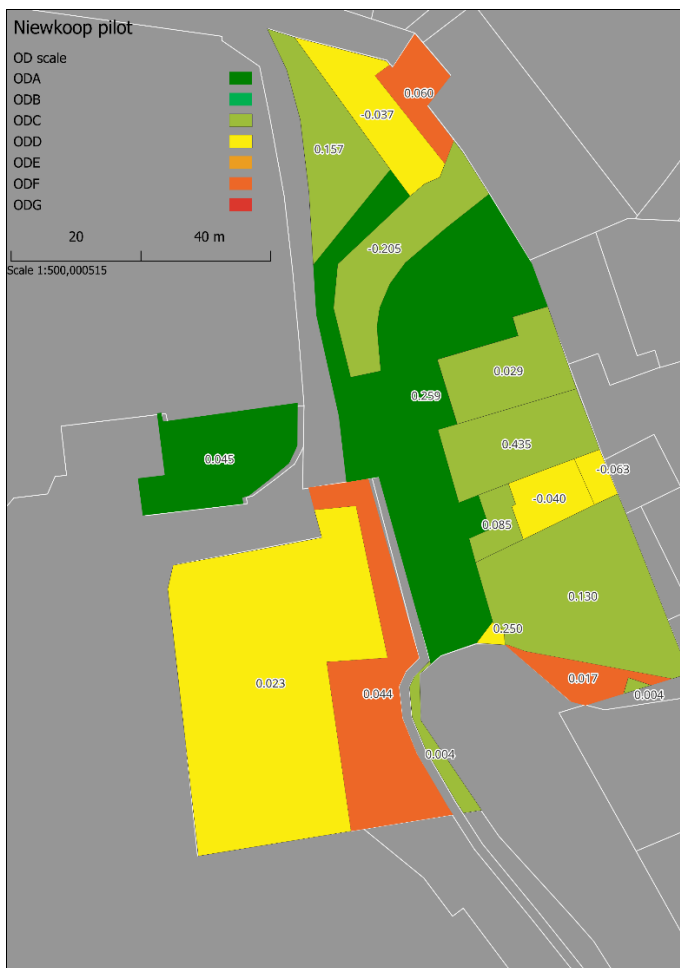 Niewkoop pilot
OD scale
ODA
ODB
ODC
ODD
ODE
ODF
ODG
20 40 m
Scale 1:500,000515
0.060
-0.037
0.157
-0.205
0.029
0.259
0.435
0.045
-0.063
-0.040
0.085
0.130
0.250
0.017
0.023
0.044
0.004
0.004